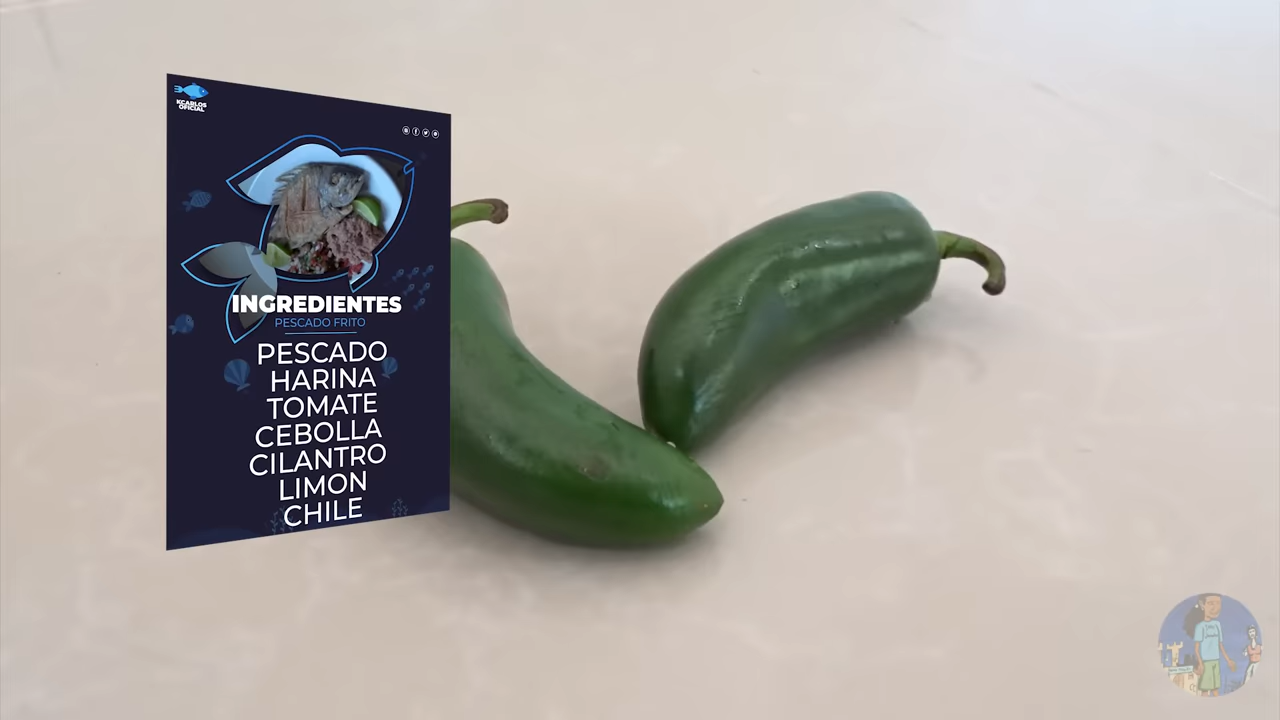 KCARLOS
OFICIAL
INGREDIENTES
PESCADO FRITO
PESCADO
HARINA
TOMATE
CEBOLLA
CILANTRO
LIMON
CHILE